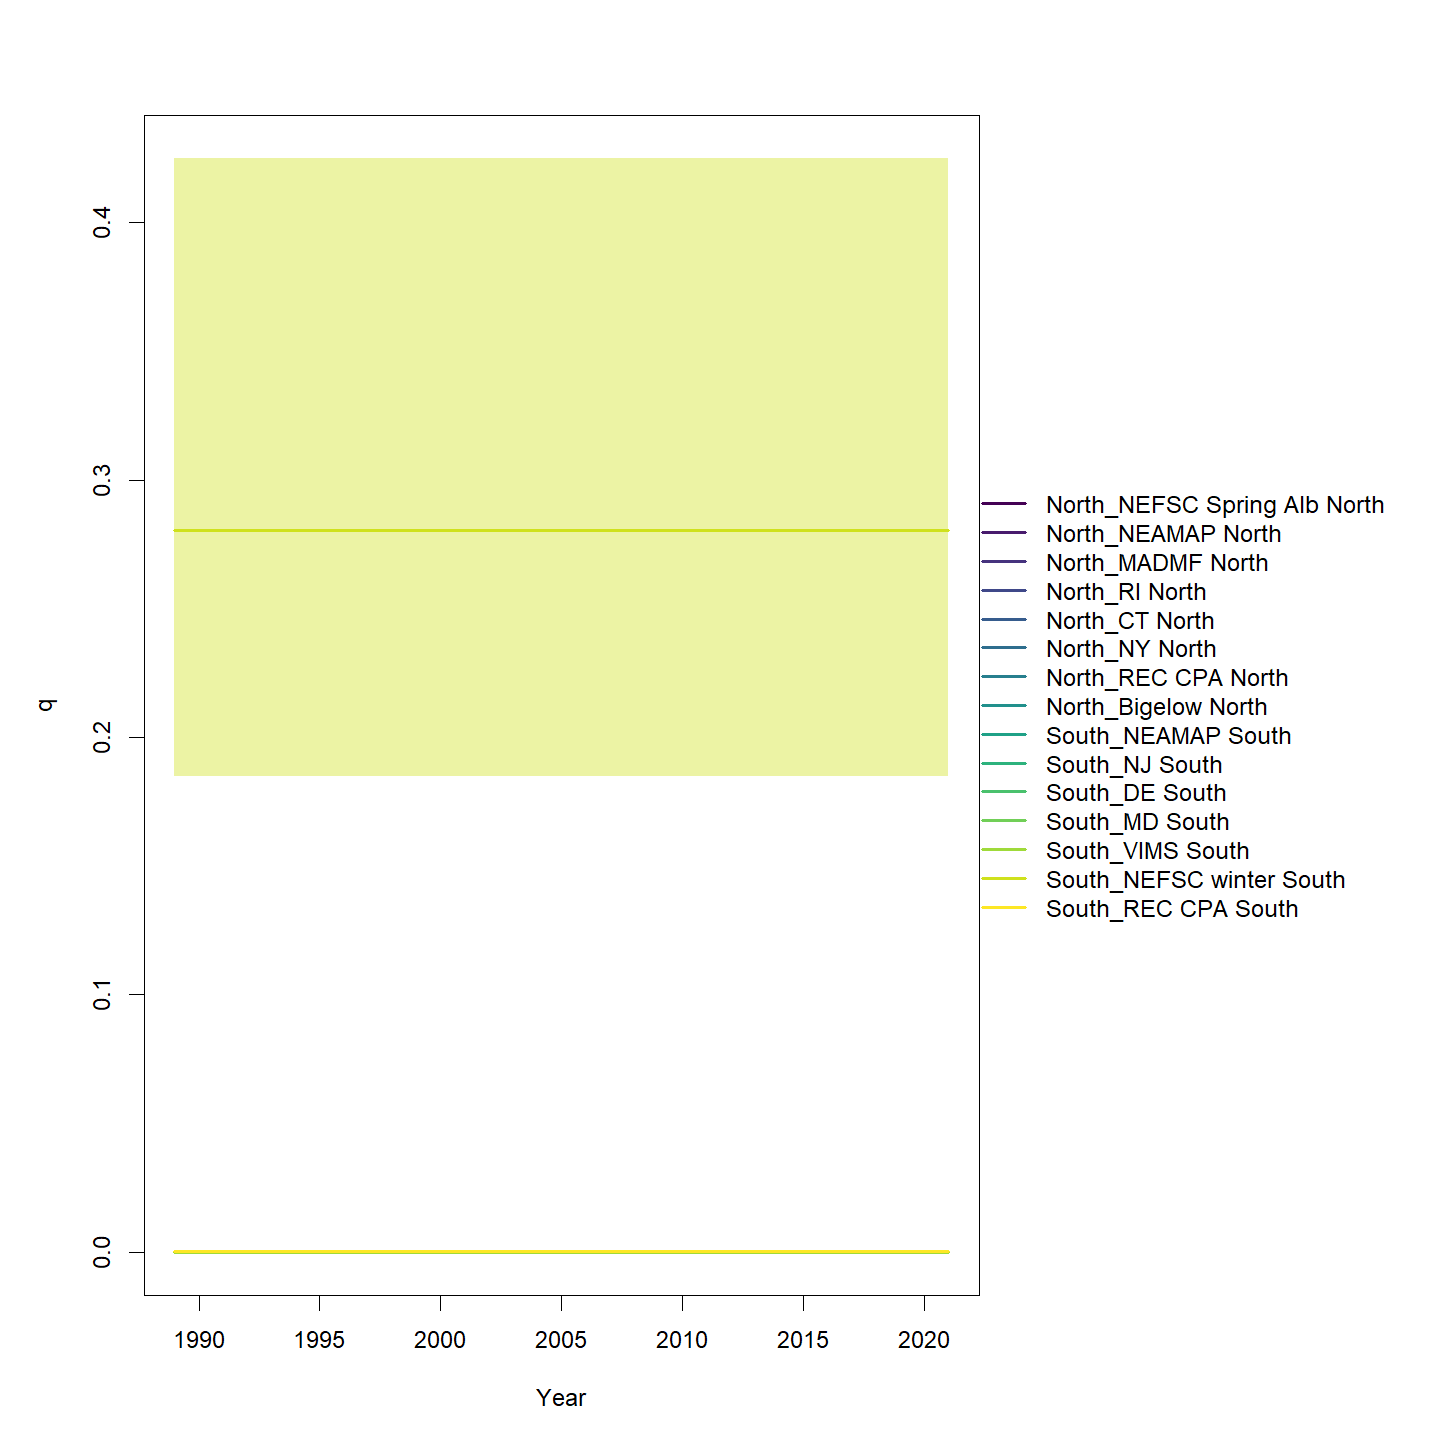 0.4
0.3
0.2
0.1
0.0
q
1990 1995 2000 2005 2010 2015 2020
Year
North_NEFSC Spring Alb North
North_NEAMAP North
North_MADMF North
North_RI North
North_CT North
North_NY North
North_REC CPA North
North_Bigelow North
South_NEAMAP South
South_NJ South
South_DE South
South_MD South
South_VIMS South
South_NEFSC winter South
South_REC CPA South